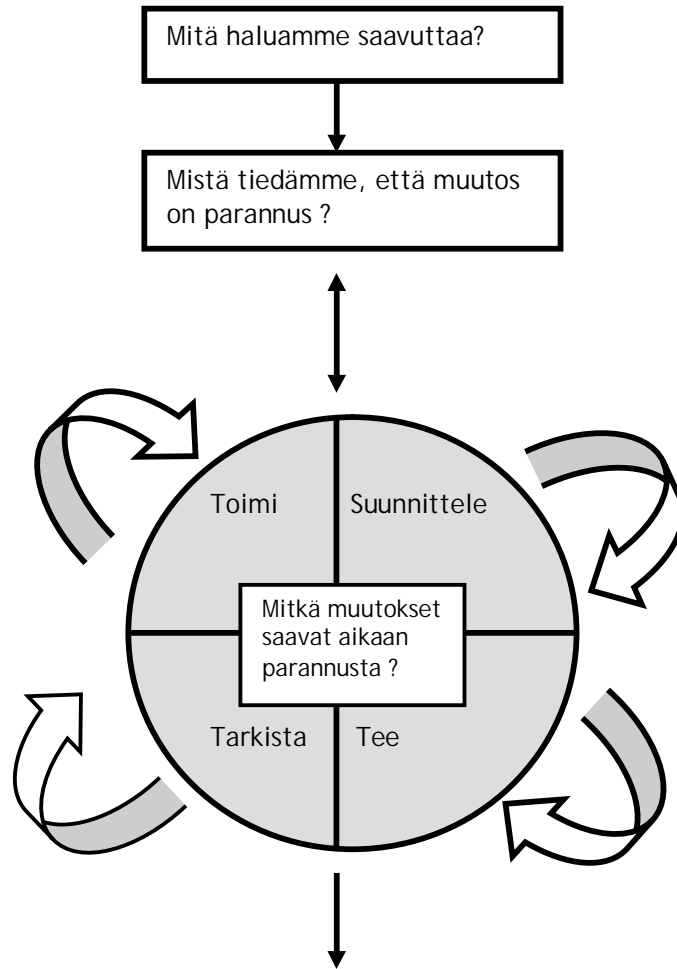 Mitä haluamme saavuttaa?
Mistä tiedämme, että muutos
on parannus ?
Toimi
Suunnittele
Mitkä muutokset
saavat aikaan
parannusta ?
Tarkista
Tee